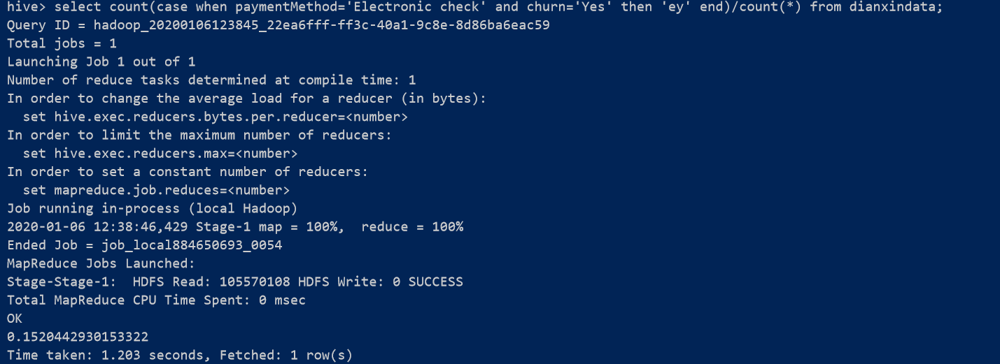 hive> select count(case when paymentMethod='Electronic check' and churn='Yes' then 'ey' end)/count(*) from dianxindata;
Query ID = hadoop_20200106123845_22ea6fff-ff3c-40a1-9c8e-8d86ba6eac59
Total jobs = 1
Launching Job 1 out of 1
Number of reduce tasks determined at compile time: 1
In order to change the average load for a reducer (in bytes):
  set hive.exec.reducers.bytes.per.reducer=<number>
In order to limit the maximum number of reducers:
  set hive.exec.reducers.max=<number>
In order to set a constant number of reducers:
  set mapreduce.job.reduces=<number>
Job running in-process (local Hadoop)
2020-01-06 12:38:46,429 Stage-1 map = 100%,  reduce = 100%
Ended Job = job_local884650693_0054
MapReduce Jobs Launched:
Stage-Stage-1:  HDFS Read: 105570108 HDFS Write: 0 SUCCESS
Total MapReduce CPU Time Spent: 0 msec
OK
0.1520442930153322
Time taken: 1.203 seconds, Fetched: 1 row(s)